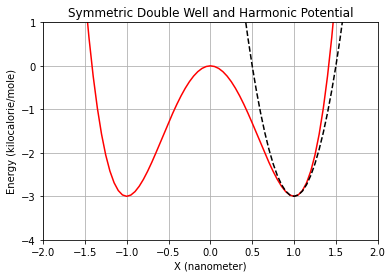 Symmetric Double Well and Harmonic Potential
1
0
−1
−2
−3
−4
Energy (kilocalorie/mole)
−2.0 −1.5 −1.0 −0.5 0.0 0.5 1.0 1.5 2.0
X (nanometer)